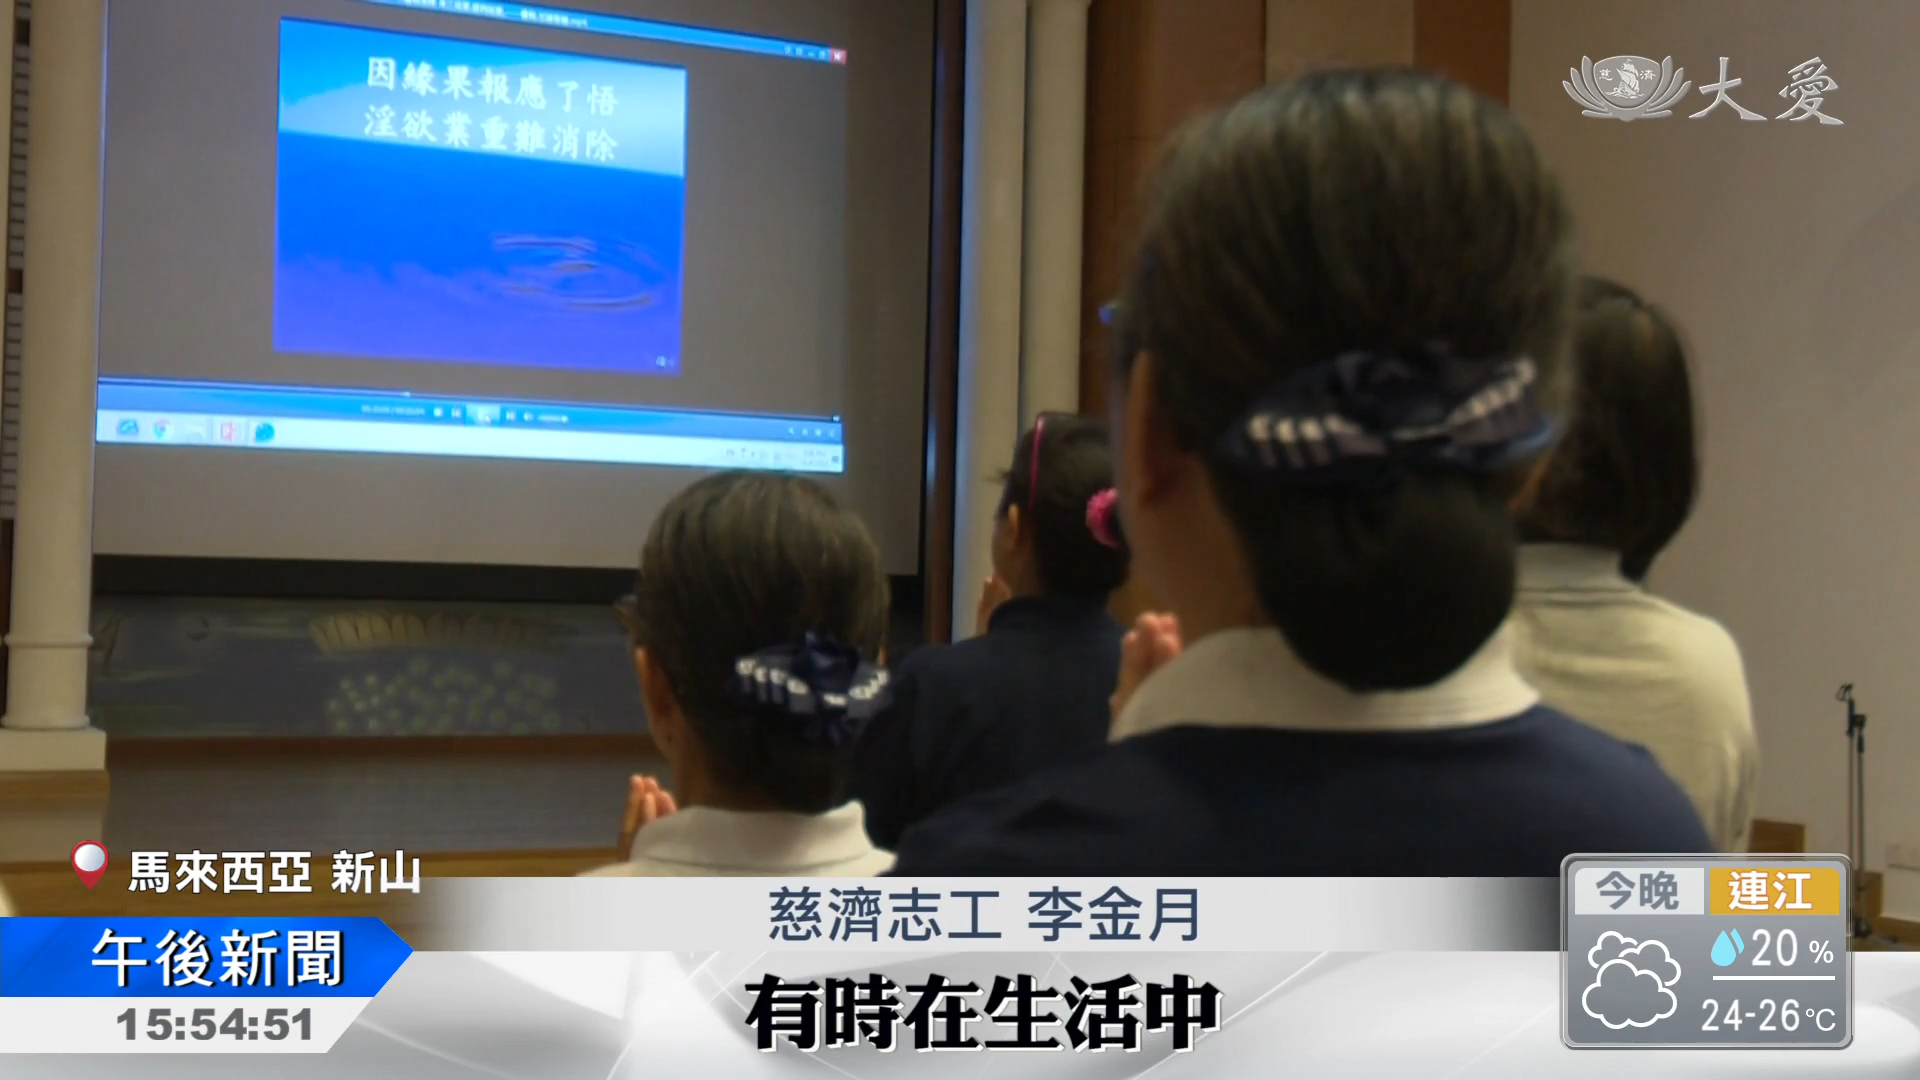 因緣果報應了悟
淫欲業重難消除
慈濟
大愛
馬來西亞 新山
慈濟志工 李金月
午後新聞
有時在生活中
15:54:51
今晚 連江
20 %
24-26°C